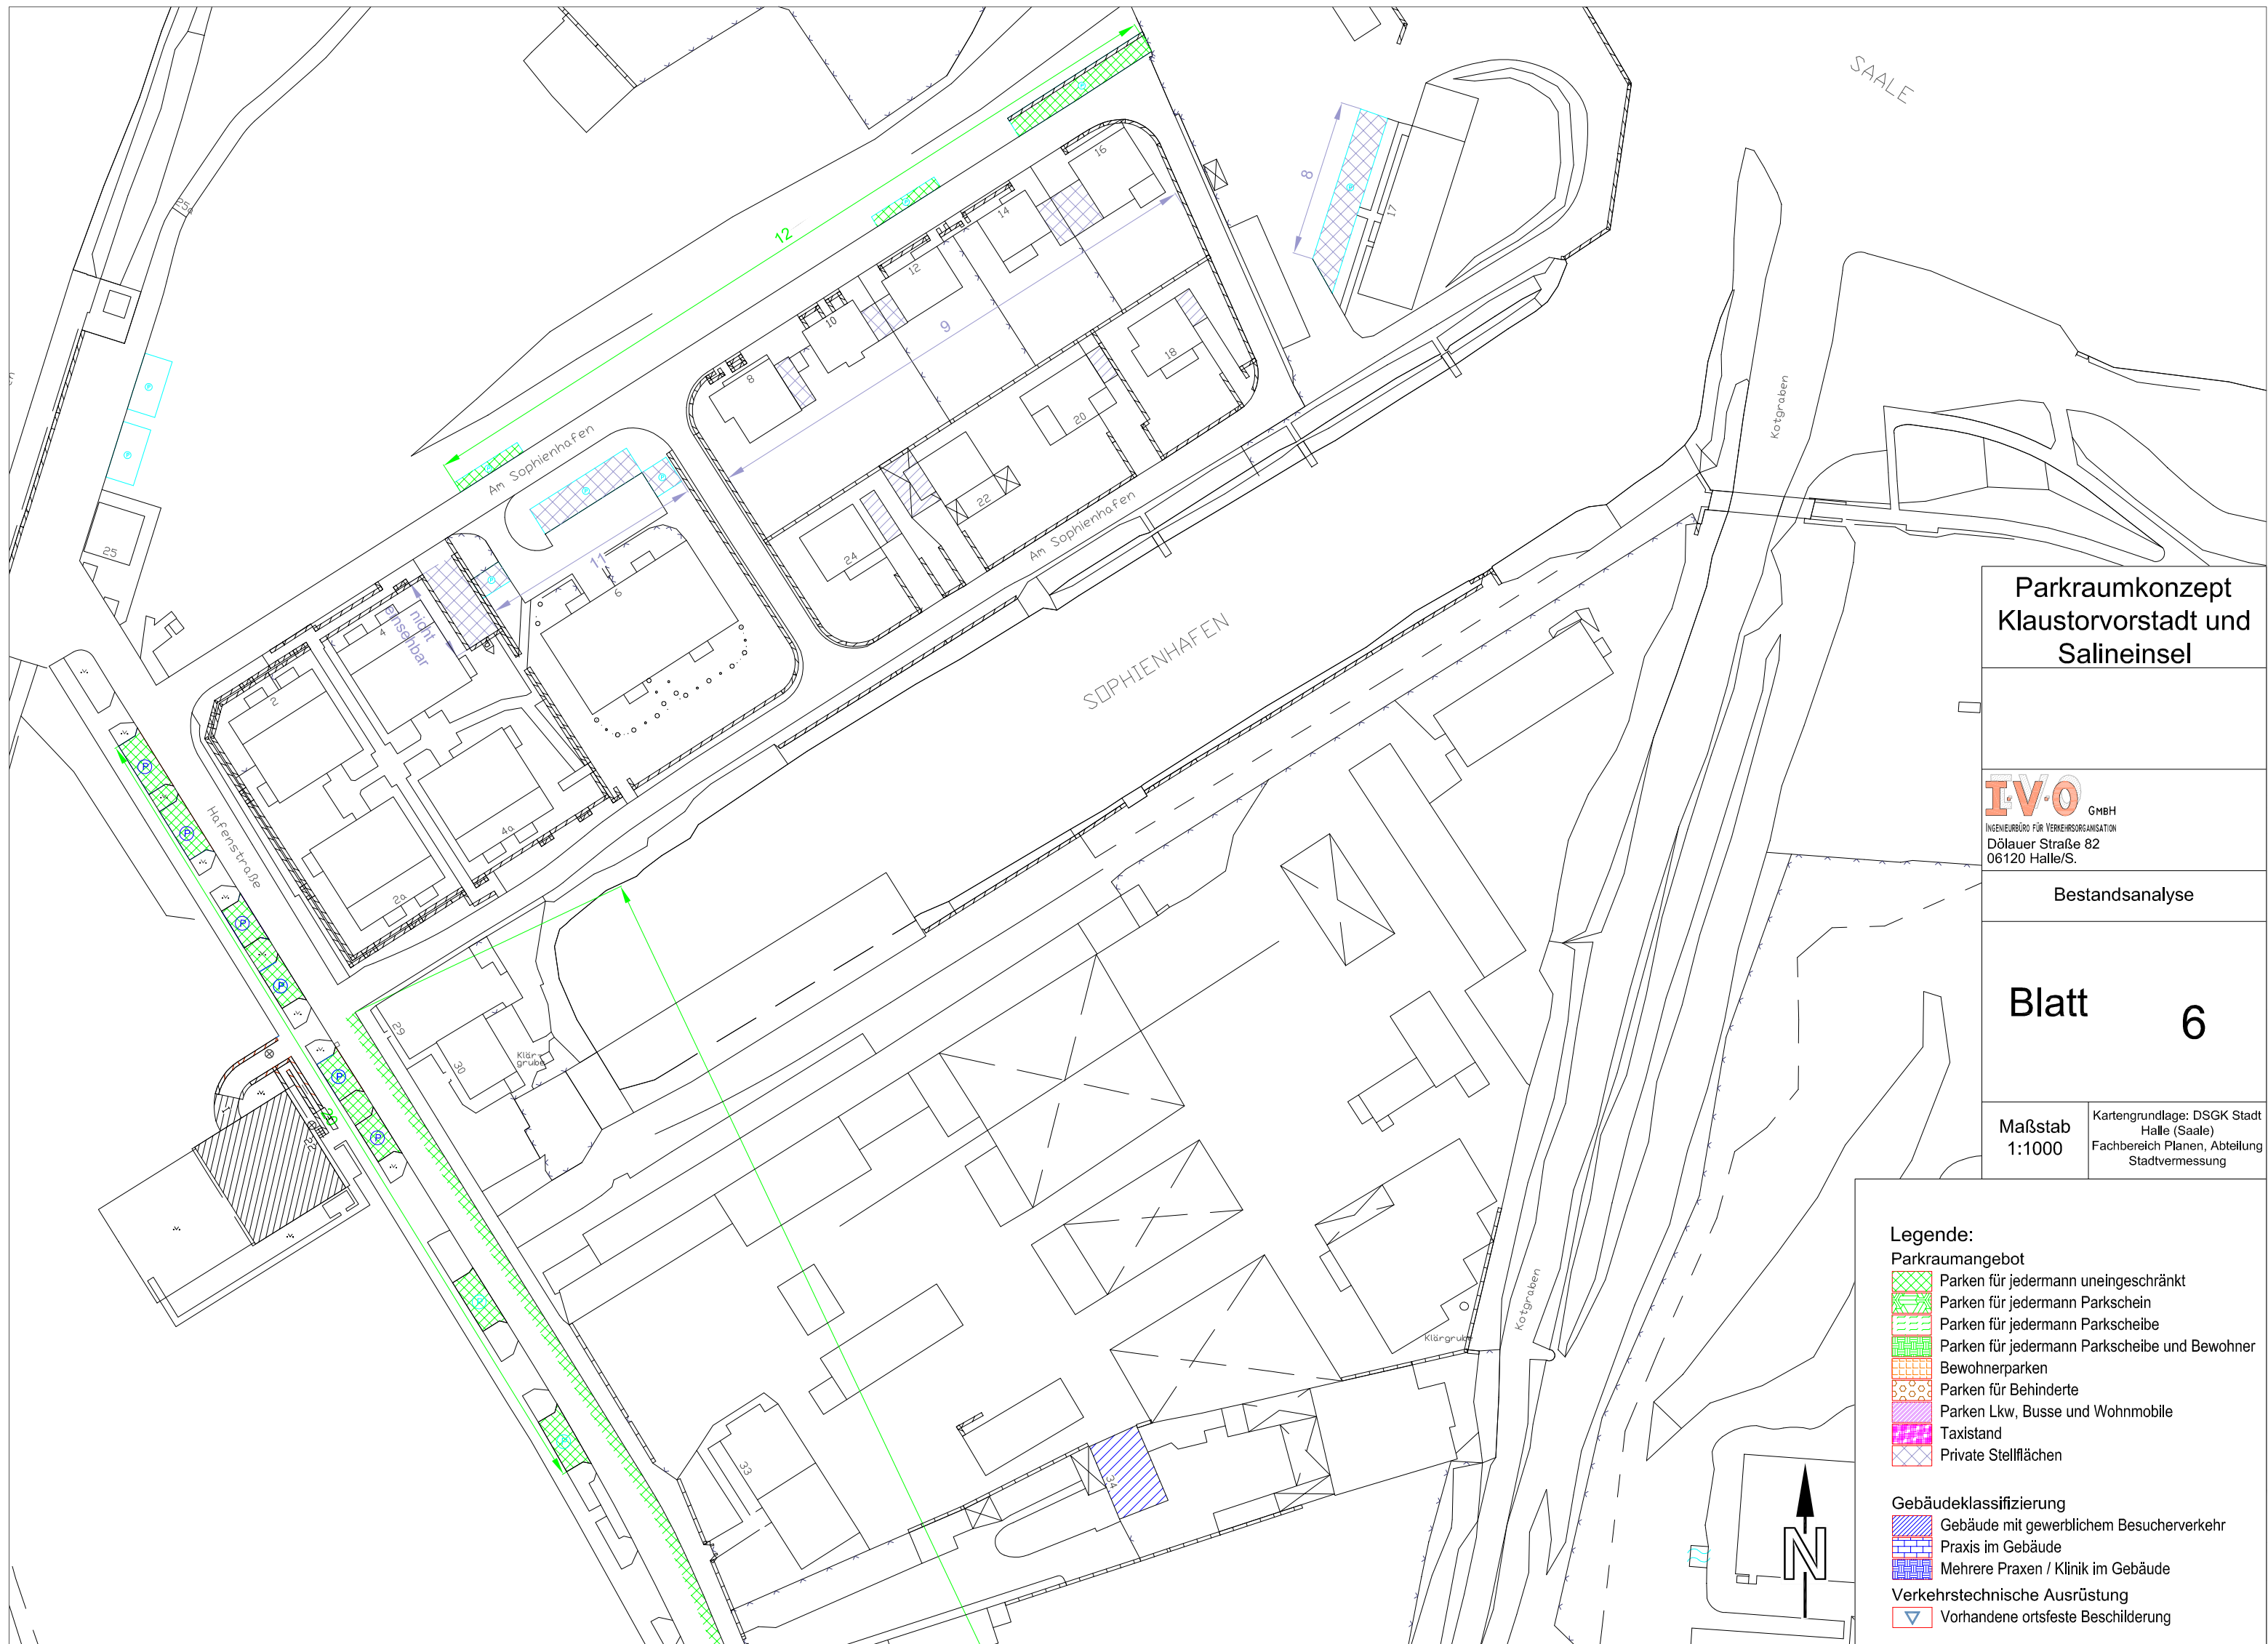 SAALE
25a
16
8
17
14
12
12
9
10
18
8
20
Am Sophienhafen
22
Am Sophienhafen
24
25
11
6
nicht
einsehbar
4
2
4a
2a
Hafenstraße
SOPHIENHAFEN
Kotgraben
P
P
P
P
P
P
29
30
Klär-
grube
32
33
34
Klärgrube
Kotgraben
Parkraumkonzept
Klaustorvorstadt und
Salineinsel
IVO GmbH
Ingenieurbüro für Verkehrsorganisation
Dölauer Straße 82
06120 Halle/S.
Bestandsanalyse
Blatt 6
Maßstab
1:1000
Kartengrundlage: DSGK Stadt
Halle (Saale)
Fachbereich Planen, Abteilung
Stadtvermessung
Legende:
Parkraumangebot
Parken für jedermann uneingeschränkt
Parken für jedermann Parkschein
Parken für jedermann Parkscheibe
Parken für jedermann Parkscheibe und Bewohner
Bewohnerparken
Parken für Behinderte
Parken Lkw, Busse und Wohnmobile
Taxistand
Private Stellflächen
Gebäudeklassifizierung
Gebäude mit gewerblichem Besucherverkehr
Praxis im Gebäude
Mehrere Praxen / Klinik im Gebäude
Verkehrstechnische Ausrüstung
Vorhandene ortsfeste Beschilderung
N